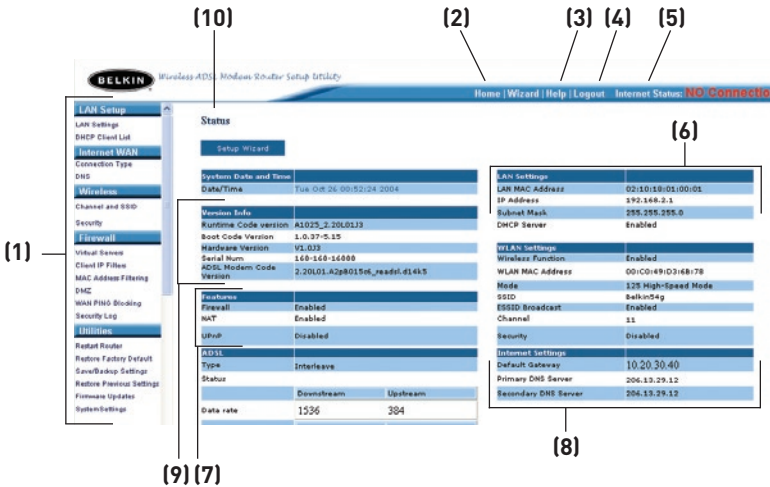 (10)
(2)
(3)
(4)
(5)
BELKIN
Wireless ADSL Modem Router Setup Utility
Home | Wizard | Help | Logout Internet Status: NO Connectio
(1)
LAN Setup
LAN Settings
DHCP Client List
Internet WAN
Connection Type
DNS
Wireless
Channel and SSID
Security
Firewall
Virtual Servers
Client IP Filters
MAC Address Filtering
DMZ
WAN PING Blocking
Security Log
Utilities
Restart Router
Restore Factory Default
Save/Backup Settings
Restore Previous Settings
Firmware Updates
System Settings
Status
Setup Wizard
System Date and Time
Date/Time Tue Oct 26 00:52:24 2004
Version Info
Runtime Code version A1025_2.20L01J3
Boot Code Version 1.0.37-5.15
Hardware Version V1.0J3
Serial Num 168-168-16888
ADSL Modem Code Version 2.20L01.A2pB015c6_readsl.d14k5
Features
Firewall Enabled
NAT Enabled
UPnP Disabled
ADSL
Type Interleave
Status
Downstream Upstream
Data rate 1536 384
(6)
LAN Settings
LAN MAC Address 02:10:18:01:00:01
IP Address 192.168.2.1
Subnet Mask 255.255.255.0
DHCP Server Enabled
WLAN Settings
Wireless Function Enabled
WLAN MAC Address 00:C0:49:D3:6B:78
Mode 125 High-Speed Mode
SSID Belkin54g
ESSID Broadcast Enabled
Channel 11
Security Disabled
Internet Settings
Default Gateway 10.20.30.40
Primary DNS Server 206.13.29.12
Secondary DNS Server 206.13.29.12
(8)
(9)
(7)